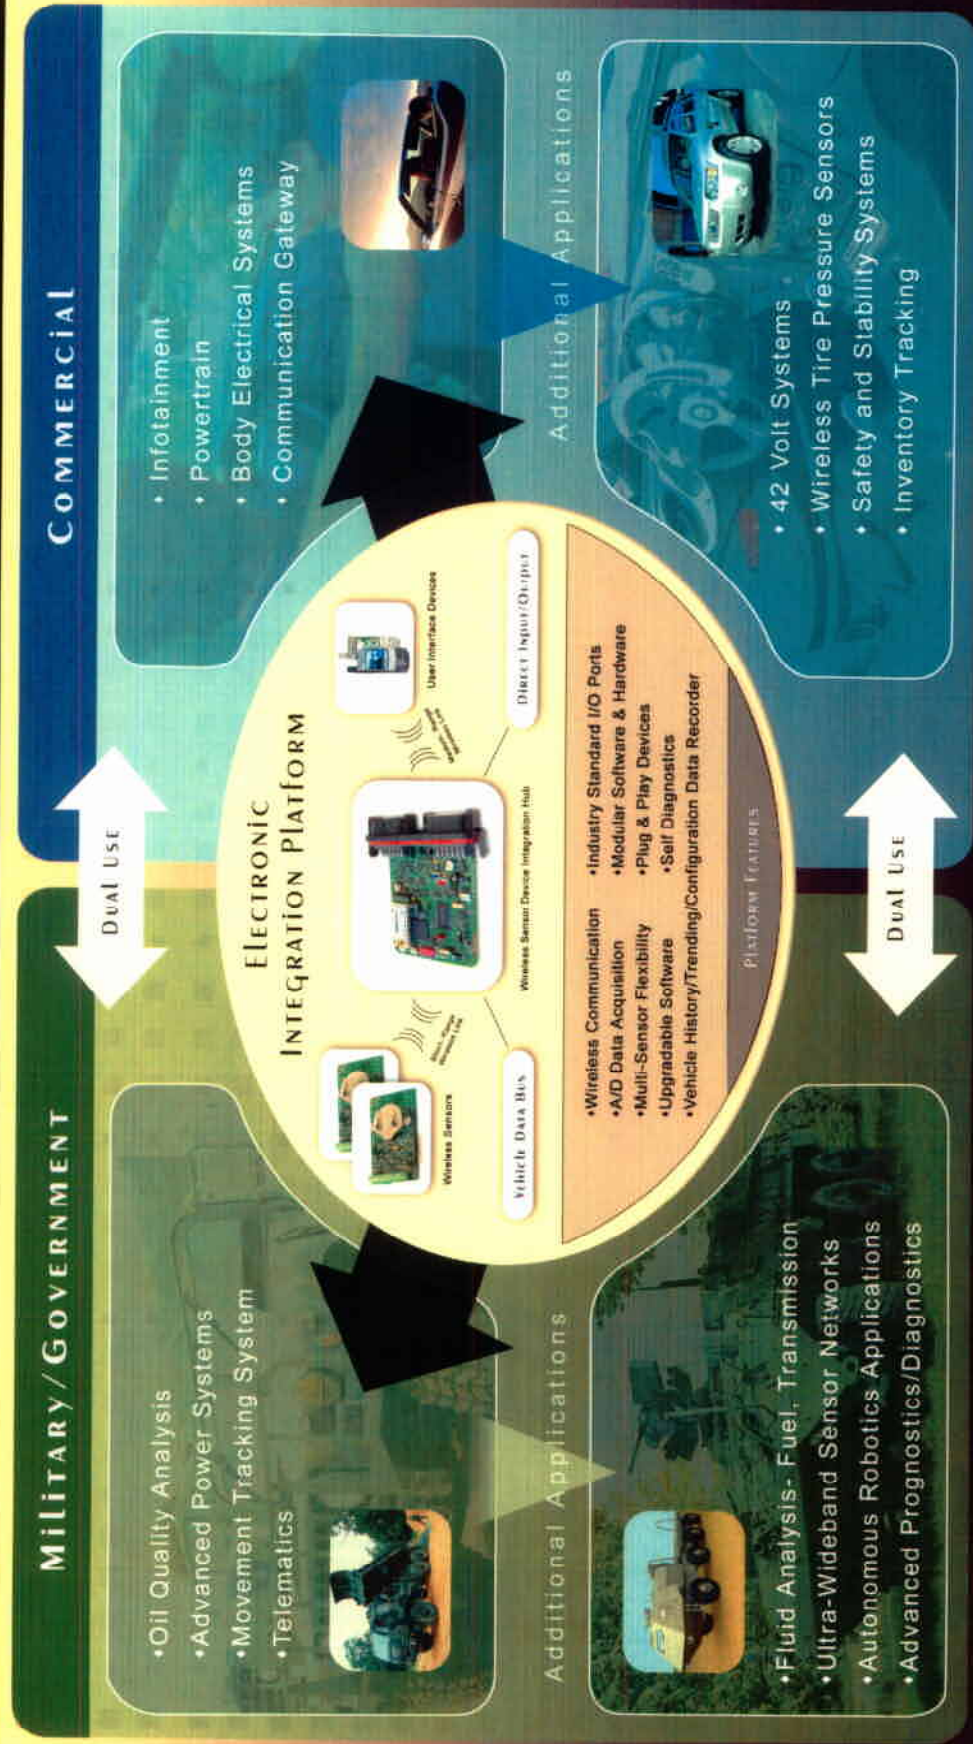 MILITARY/GOVERNMENT
COMMERCIAL
DUAL USE
• Oil Quality Analysis
• Advanced Power Systems
• Movement Tracking System
• Telematics
ELECTRONIC
INTEGRATION PLATFORM
• Infotainment
• Powertrain
• Body Electrical Systems
• Communication Gateway
Wireless Sensors
Short-Range
Wireless Link
Wireless Sensor Device Integration Hub
User Interface Devices
VEHICLE DATA BUS
DIRECT INPUT/OUTPUT
•Wireless Communication
•A/D Data Acquisition
•Multi-Sensor Flexibility
•Upgradable Software
•Vehicle History/Trending/Configuration Data Recorder
•Industry Standard I/O Ports
•Modular Software & Hardware
•Plug & Play Devices
•Self Diagnostics
PLATFORM FEATURES
Additional Applications
Additional Applications
• Fluid Analysis- Fuel, Transmission
• Ultra-Wideband Sensor Networks
• Autonomous Robotics Applications
• Advanced Prognostics/Diagnostics
DUAL USE
• 42 Volt Systems
• Wireless Tire Pressure Sensors
• Safety and Stability Systems
• Inventory Tracking